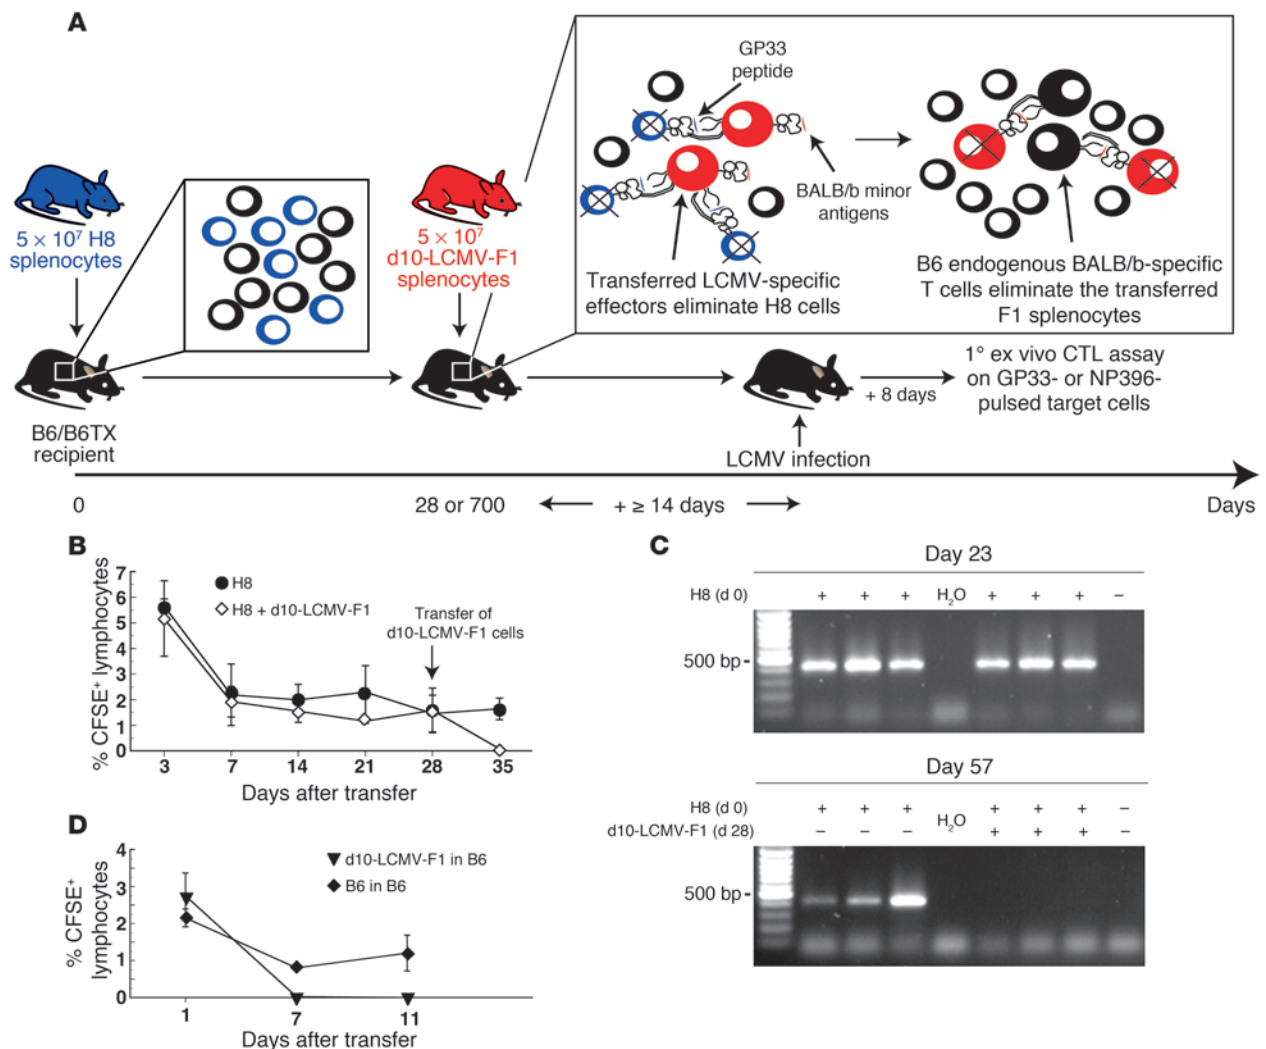 A
GP33
peptide
BALB/b minor
antigens
5 × 10⁷ H8
splenocytes
5 × 10⁷
d10-LCMV-F1
splenocytes
Transferred LCMV-specific
effectors eliminate H8 cells
B6 endogenous BALB/b-specific
T cells eliminate the transferred
F1 splenocytes
B6/B6TX
recipient
+ 8 days
1° ex vivo CTL assay
on GP33- or NP396-
pulsed target cells
LCMV infection
0
28 or 700
+ ≥ 14 days
Days
B
% CFSE⁺ lymphocytes
7
6
5
4
3
2
1
0
H8
H8 + d10-LCMV-F1
Transfer of
d10-LCMV-F1 cells
3 7 14 21 28 35
Days after transfer
C
Day 23
H8 (d 0) + + + H₂O + + + –
500 bp-
Day 57
H8 (d 0) + + + H₂O + + + –
d10-LCMV-F1 (d 28) – – – + + + –
500 bp-
D
% CFSE⁺
lymphocytes
4
3
2
1
0
d10-LCMV-F1 in B6
B6 in B6
1 7 11
Days after transfer